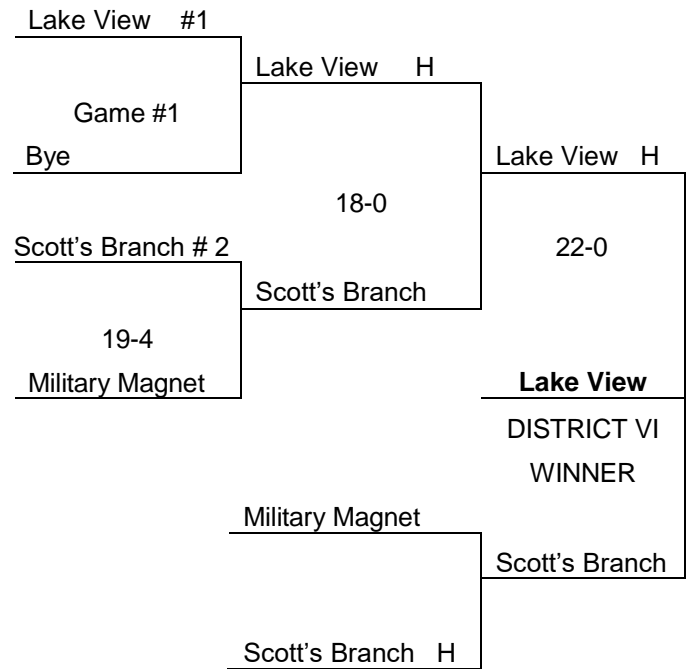 Lake View #1
Lake View H
Game #1
Bye
Lake View H
18-0
Scott's Branch # 2
22-0
Scott's Branch
19-4
Military Magnet
Lake View
DISTRICT VI
WINNER
Military Magnet
Scott's Branch
Scott's Branch H